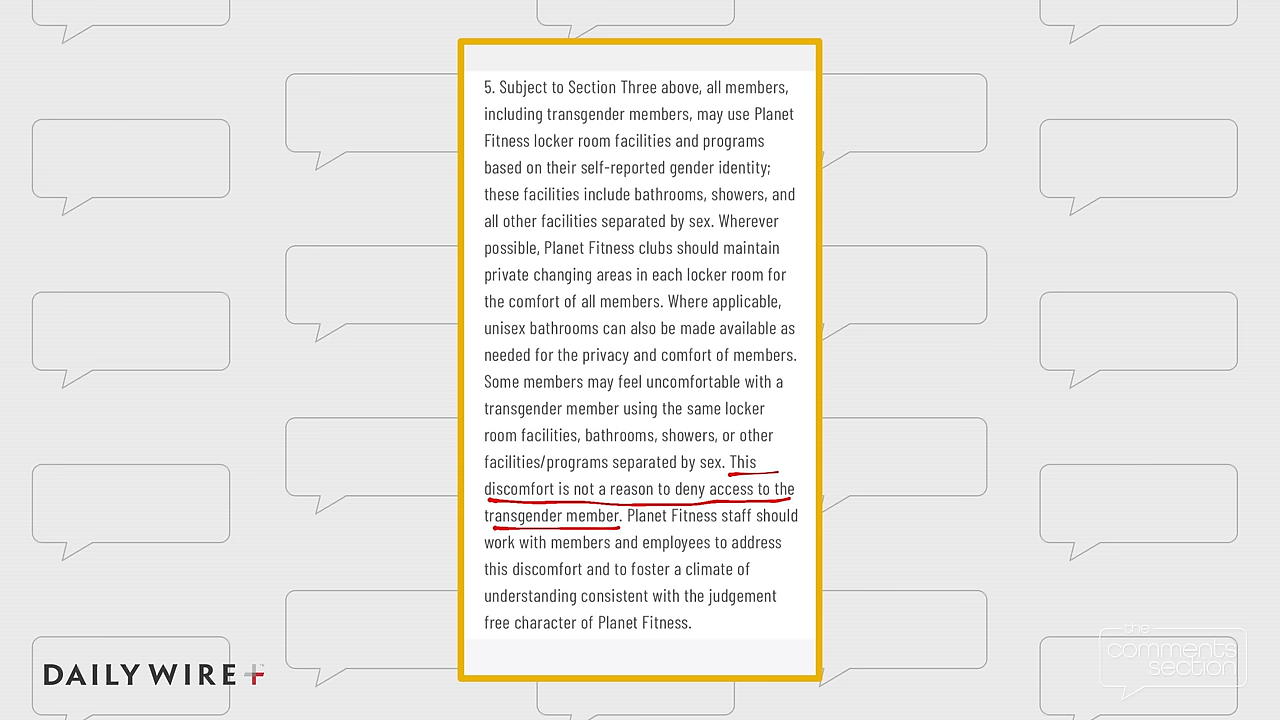 5. Subject to Section Three above, all members,
including transgender members, may use Planet
Fitness locker room facilities and programs
based on their self-reported gender identity;
these facilities include bathrooms, showers, and
all other facilities separated by sex. Wherever
possible, Planet Fitness clubs should maintain
private changing areas in each locker room for
the comfort of all members. Where applicable,
unisex bathrooms can also be made available as
needed for the privacy and comfort of members.
Some members may feel uncomfortable with a
transgender member using the same locker
room facilities, bathrooms, showers, or other
facilities/programs separated by sex. This
discomfort is not a reason to deny access to the
transgender member. Planet Fitness staff should
work with members and employees to address
this discomfort and to foster a climate of
understanding consistent with the judgement
free character of Planet Fitness.
DAILY WIRE +
the
comments
section